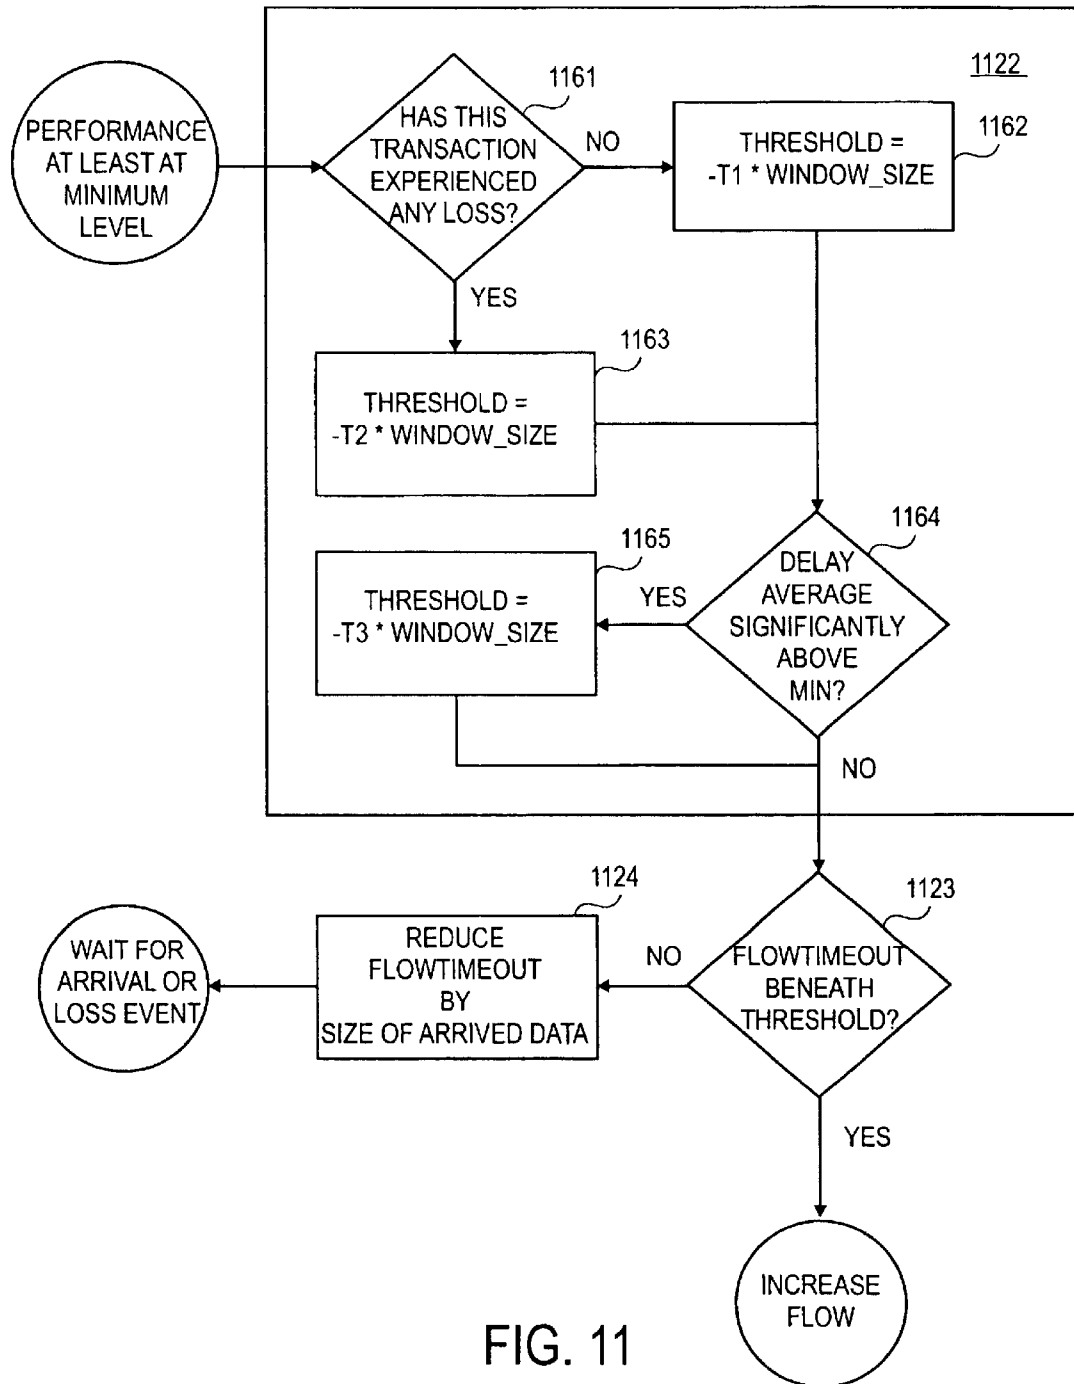 1122
PERFORMANCE
AT LEAST AT
MINIMUM
LEVEL
1161
HAS THIS
TRANSACTION
EXPERIENCED
ANY LOSS?
NO
1162
THRESHOLD =
-T1 * WINDOW_SIZE
YES
1163
THRESHOLD =
-T2 * WINDOW_SIZE
1164
DELAY
AVERAGE
SIGNIFICANTLY
ABOVE
MIN?
YES
1165
THRESHOLD =
-T3 * WINDOW_SIZE
NO
1123
FLOWTIMEOUT
BENEATH
THRESHOLD?
NO
1124
REDUCE
FLOWTIMEOUT
BY
SIZE OF ARRIVED DATA
WAIT FOR
ARRIVAL OR
LOSS EVENT
YES
INCREASE
FLOW
FIG. 11